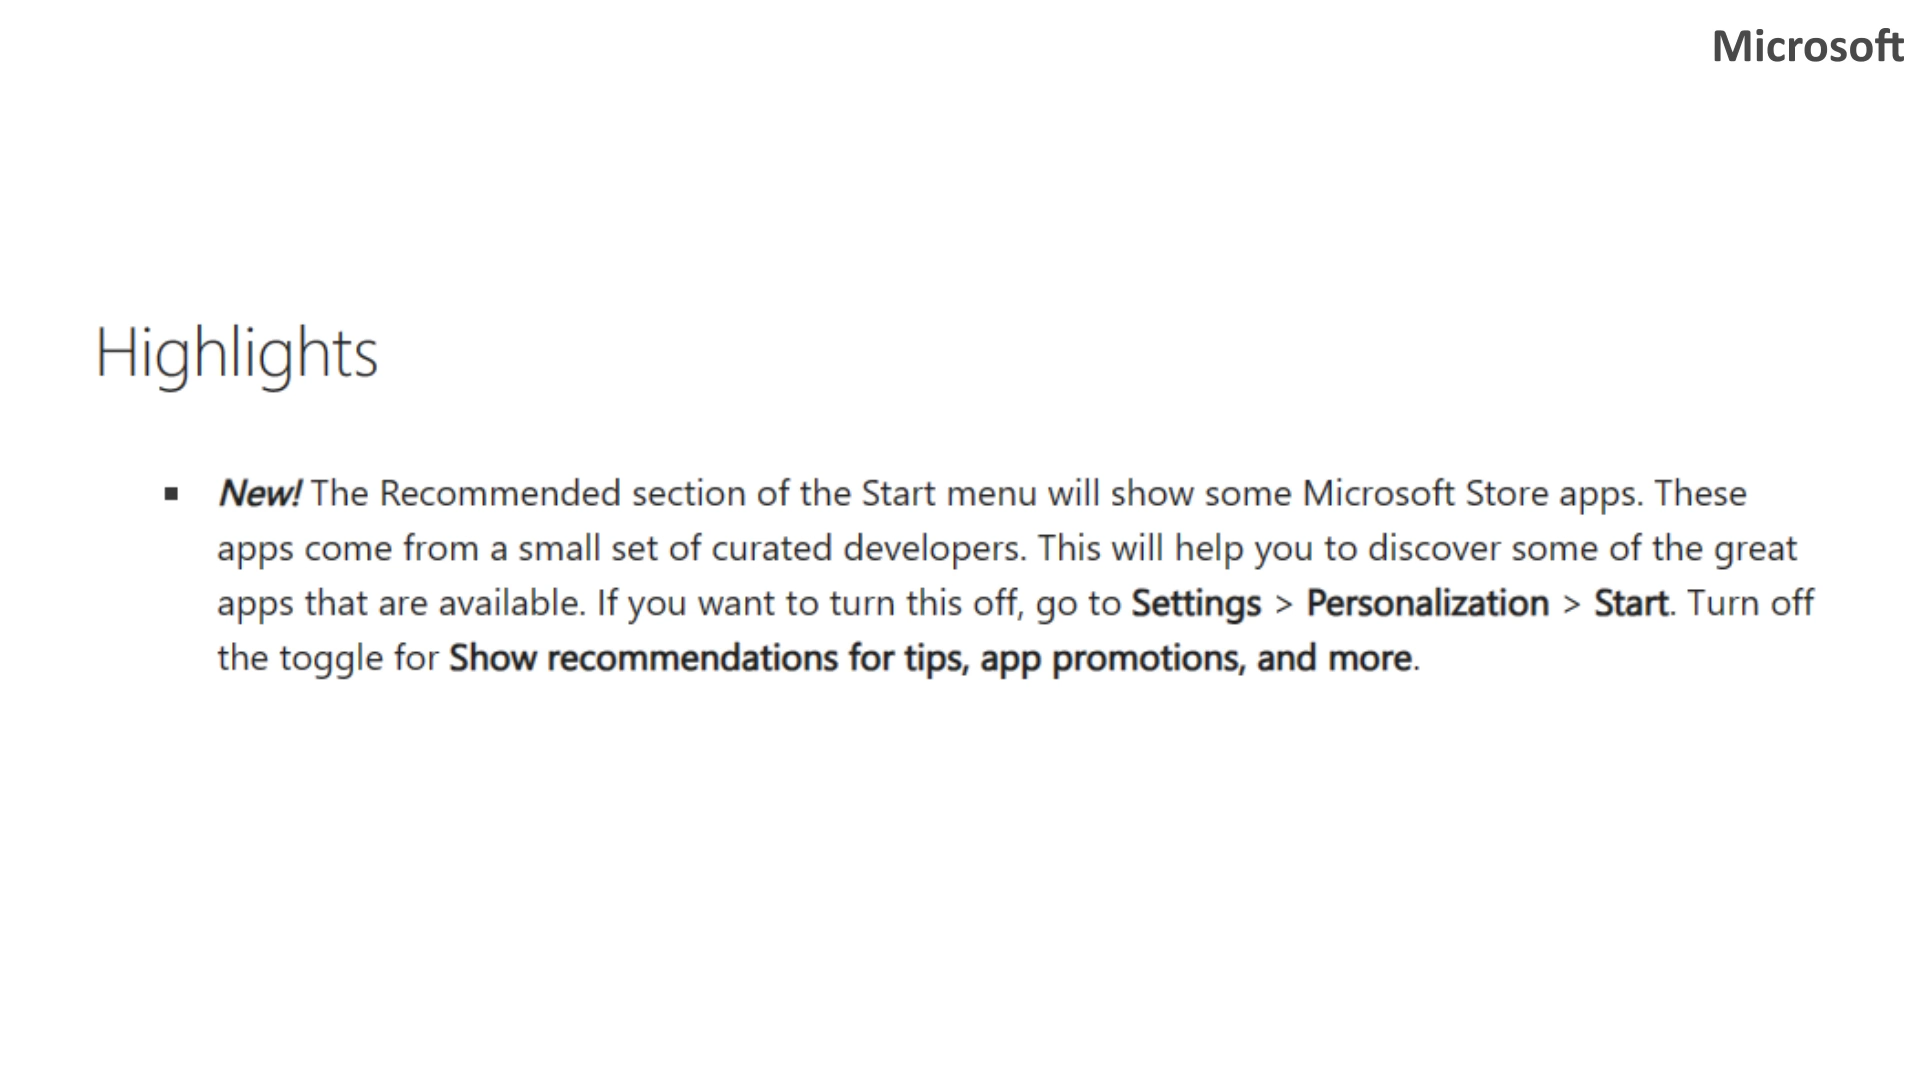 Microsoft
Highlights
▪ New! The Recommended section of the Start menu will show some Microsoft Store apps. These
apps come from a small set of curated developers. This will help you to discover some of the great
apps that are available. If you want to turn this off, go to Settings > Personalization > Start. Turn off
the toggle for Show recommendations for tips, app promotions, and more.